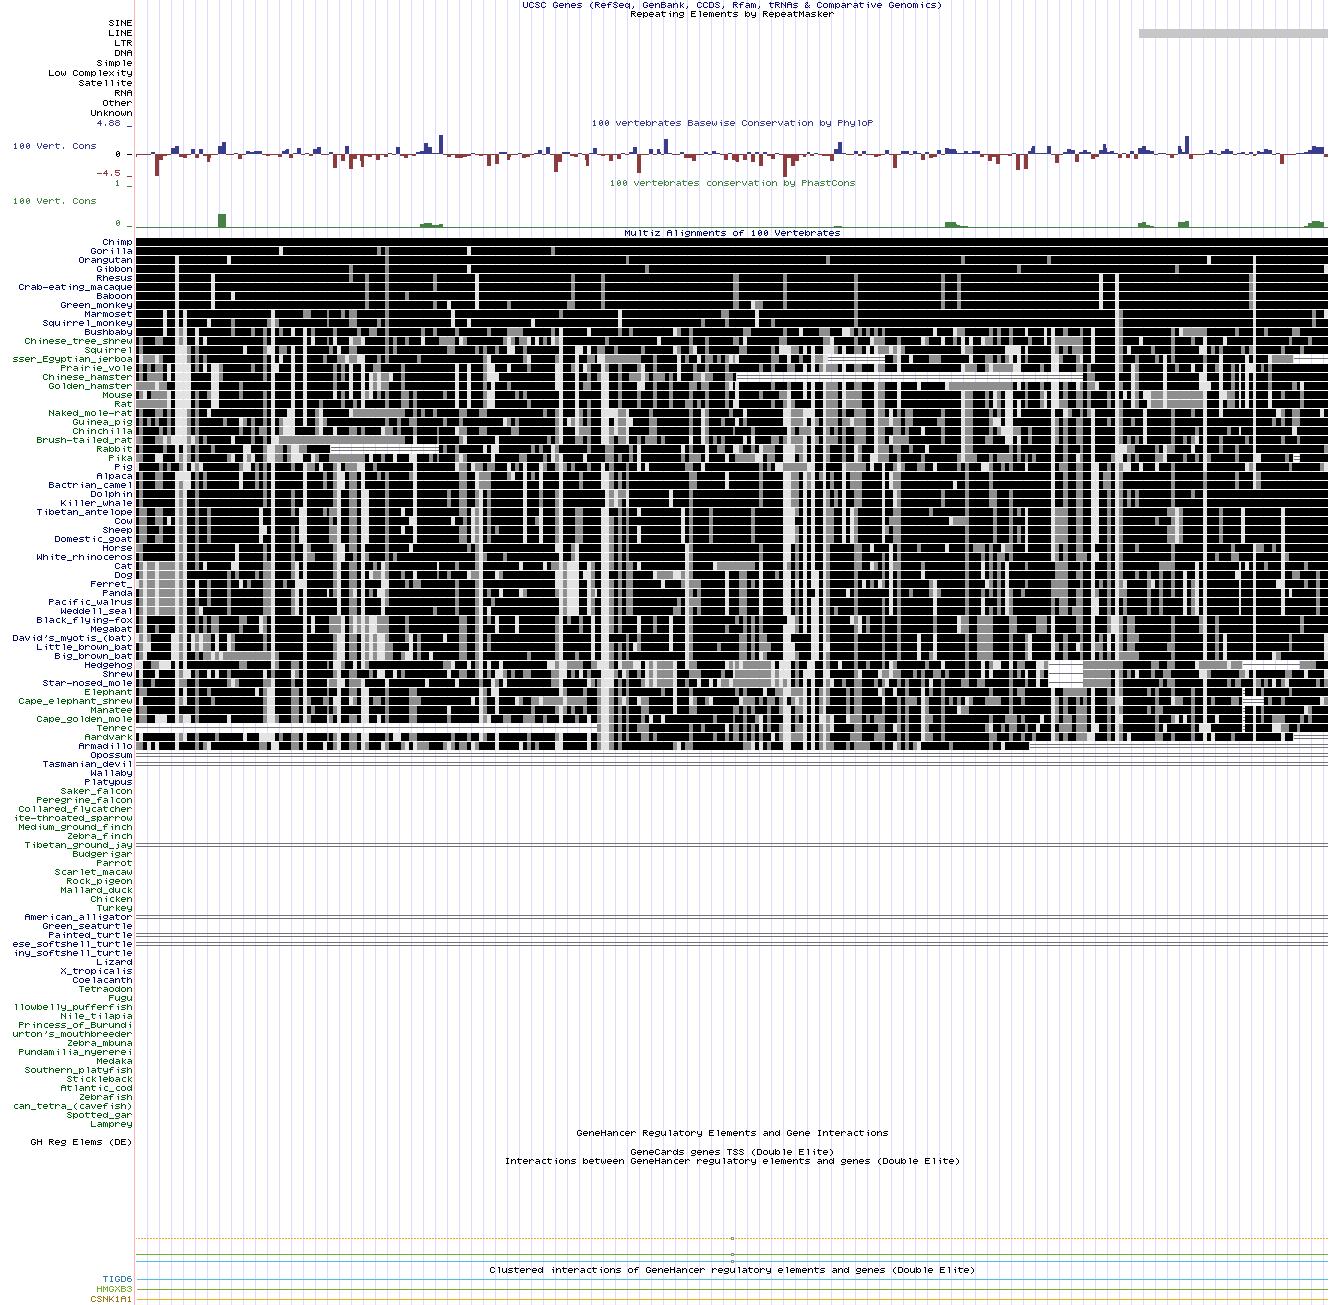 UCSC Genes (RefSeq, GenBank, CCDS, Rfam, tRNAs & Comparative Genomics)
Repeating Elements by RepeatMasker
SINE
LINE
LTR
DNA
Simple
Low Complexity
Satellite
RNA
Other
Unknown
100 vertebrates Basewise Conservation by PhyloP
4.88 _
100 Vert. Cons
0 _
-4.5 _
100 vertebrates conservation by PhastCons
1 _
100 Vert. Cons
0 _
Multiz Alignments of 100 Vertebrates
Chimp
Gorilla
Orangutan
Gibbon
Rhesus
Crab-eating_macaque
Baboon
Green_monkey
Marmoset
Squirrel_monkey
Bushbaby
Chinese_tree_shrew
Squirrel
sser_Egyptian_jerboa
Prairie_vole
Chinese_hamster
Golden_hamster
Mouse
Rat
Naked_mole-rat
Guinea_pig
Chinchilla
Brush-tailed_rat
Rabbit
Pika
Pig
Alpaca
Bactrian_camel
Dolphin
Killer_whale
Tibetan_antelope
Cow
Sheep
Domestic_goat
Horse
White_rhinoceros
Cat
Dog
Ferret_
Panda
Pacific_walrus
Weddell_seal
Black_flying-fox
Megabat
David's_myotis_(bat)
Little_brown_bat
Big_brown_bat
Hedgehog
Shrew
Star-nosed_mole
Elephant
Cape_elephant_shrew
Manatee
Cape_golden_mole
Tenrec
Aardvark
Armadillo
Opossum
Tasmanian_devil
Wallaby
Platypus
Saker_falcon
Peregrine_falcon
Collared_flycatcher
ite-throated_sparrow
Medium_ground_finch
Zebra_finch
Tibetan_ground_jay
Budgerigar
Parrot
Scarlet_macaw
Rock_pigeon
Mallard_duck
Chicken
Turkey
American_alligator
Green_seaturtle
Painted_turtle
ese_softshell_turtle
iny_softshell_turtle
Lizard
X_tropicalis
Coelacanth
Tetraodon
Fugu
llowbelly_pufferfish
Nile_tilapia
Princess_of_Burundi
urton's_mouthbreeder
Zebra_mbuna
Pundamilia_nyererei
Medaka
Southern_platyfish
Stickleback
Atlantic_cod
Zebrafish
can_tetra_(cavefish)
Spotted_gar
Lamprey
GeneHancer Regulatory Elements and Gene Interactions
GH Reg Elems (DE)
GeneCards genes TSS (Double Elite)
Interactions between GeneHancer regulatory elements and genes (Double Elite)
Clustered interactions of GeneHancer regulatory elements and genes (Double Elite)
TIGD6
HMGXB3
CSNK1A1